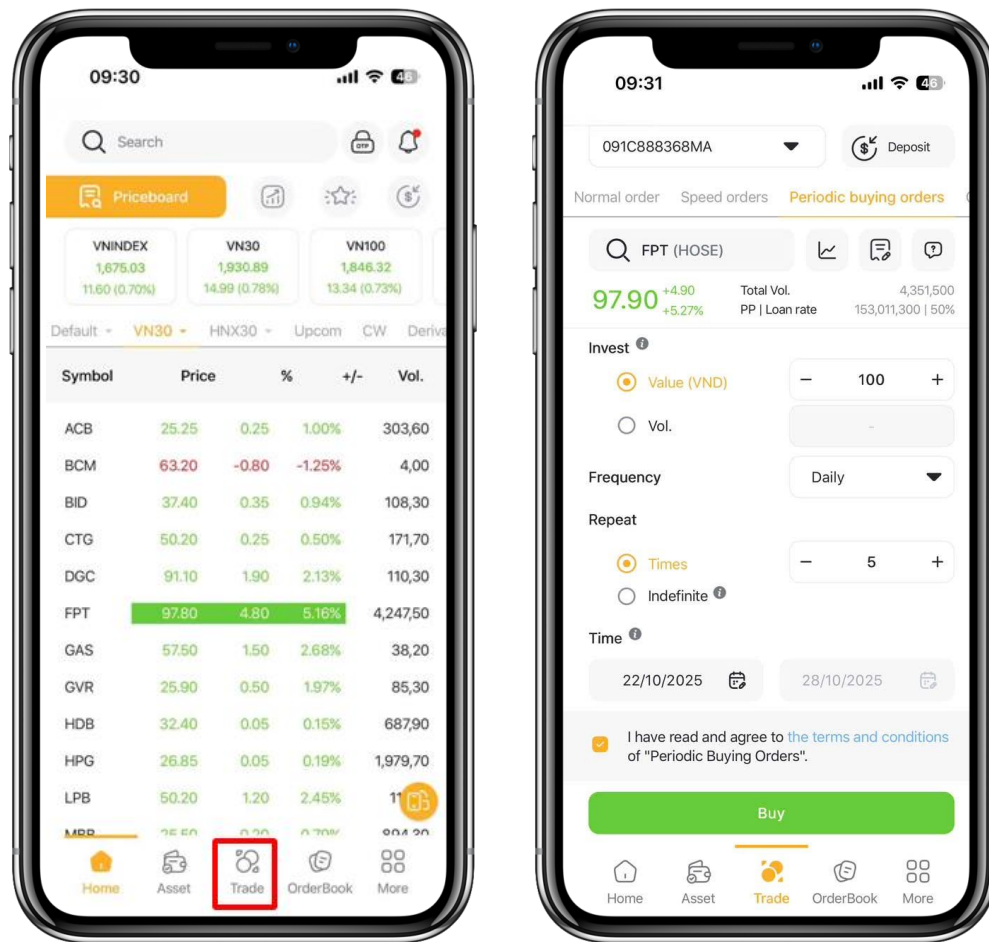 09:30
46
Search
OTP
Priceboard
VNINDEX VN30 VN100
1,675.03 1,930.89 1,846.32
11.60 (0.70%) 14.99 (0.78%) 13.34 (0.73%)
Default VN30 HNX30 Upcom CW Deriva
Symbol Price % +/- Vol.
ACB 25.25 0.25 1.00% 303,60
BCM 63.20 -0.80 -1.25% 4,00
BID 37.40 0.35 0.94% 108,30
CTG 50.20 0.25 0.50% 171,70
DGC 91.10 1.90 2.13% 110,30
FPT 97.80 4.80 5.16% 4,247,50
GAS 57.50 1.50 2.68% 38,20
GVR 25.90 0.50 1.97% 85,30
HDB 32.40 0.05 0.15% 687,90
HPG 26.85 0.05 0.19% 1,979,70
LPB 50.20 1.20 2.45% 11
Home Asset Trade OrderBook More
09:31
46
091C888368MA Deposit
Normal order Speed orders Periodic buying orders
FPT (HOSE)
97.90 +4.90 Total Vol. 4,351,500
+5.27% PP | Loan rate 153,011,300 | 50%
Invest
Value (VND) − 100 +
Vol. -
Frequency Daily
Repeat
Times − 5 +
Indefinite
Time
22/10/2025 28/10/2025
I have read and agree to the terms and conditions
of "Periodic Buying Orders".
Buy
Home Asset Trade OrderBook More